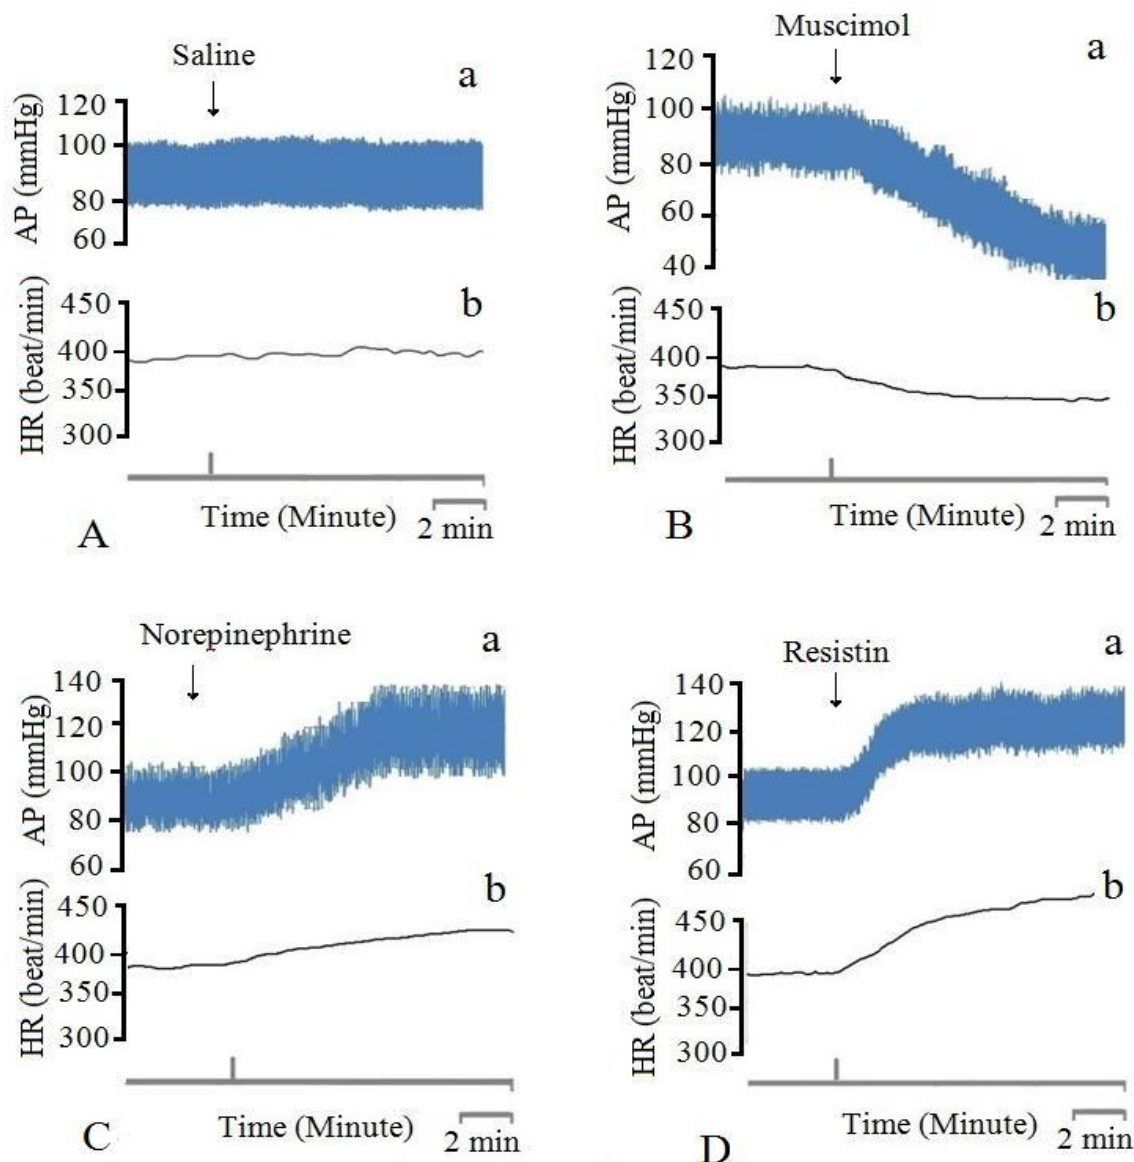 Saline
a
AP (mmHg)
120
100
80
60
b
HR (beat/min)
450
400
350
300
Time (Minute)
2 min
A
Muscimol
a
AP (mmHg)
120
100
80
60
40
b
HR (beat/min)
450
400
350
300
Time (Minute)
2 min
B
Norepinephrine
a
AP (mmHg)
140
120
100
80
60
b
HR (beat/min)
450
400
350
300
Time (Minute)
2 min
C
Resistin
a
AP (mmHg)
140
120
100
80
60
b
HR (beat/min)
450
400
350
300
Time (Minute)
2 min
D